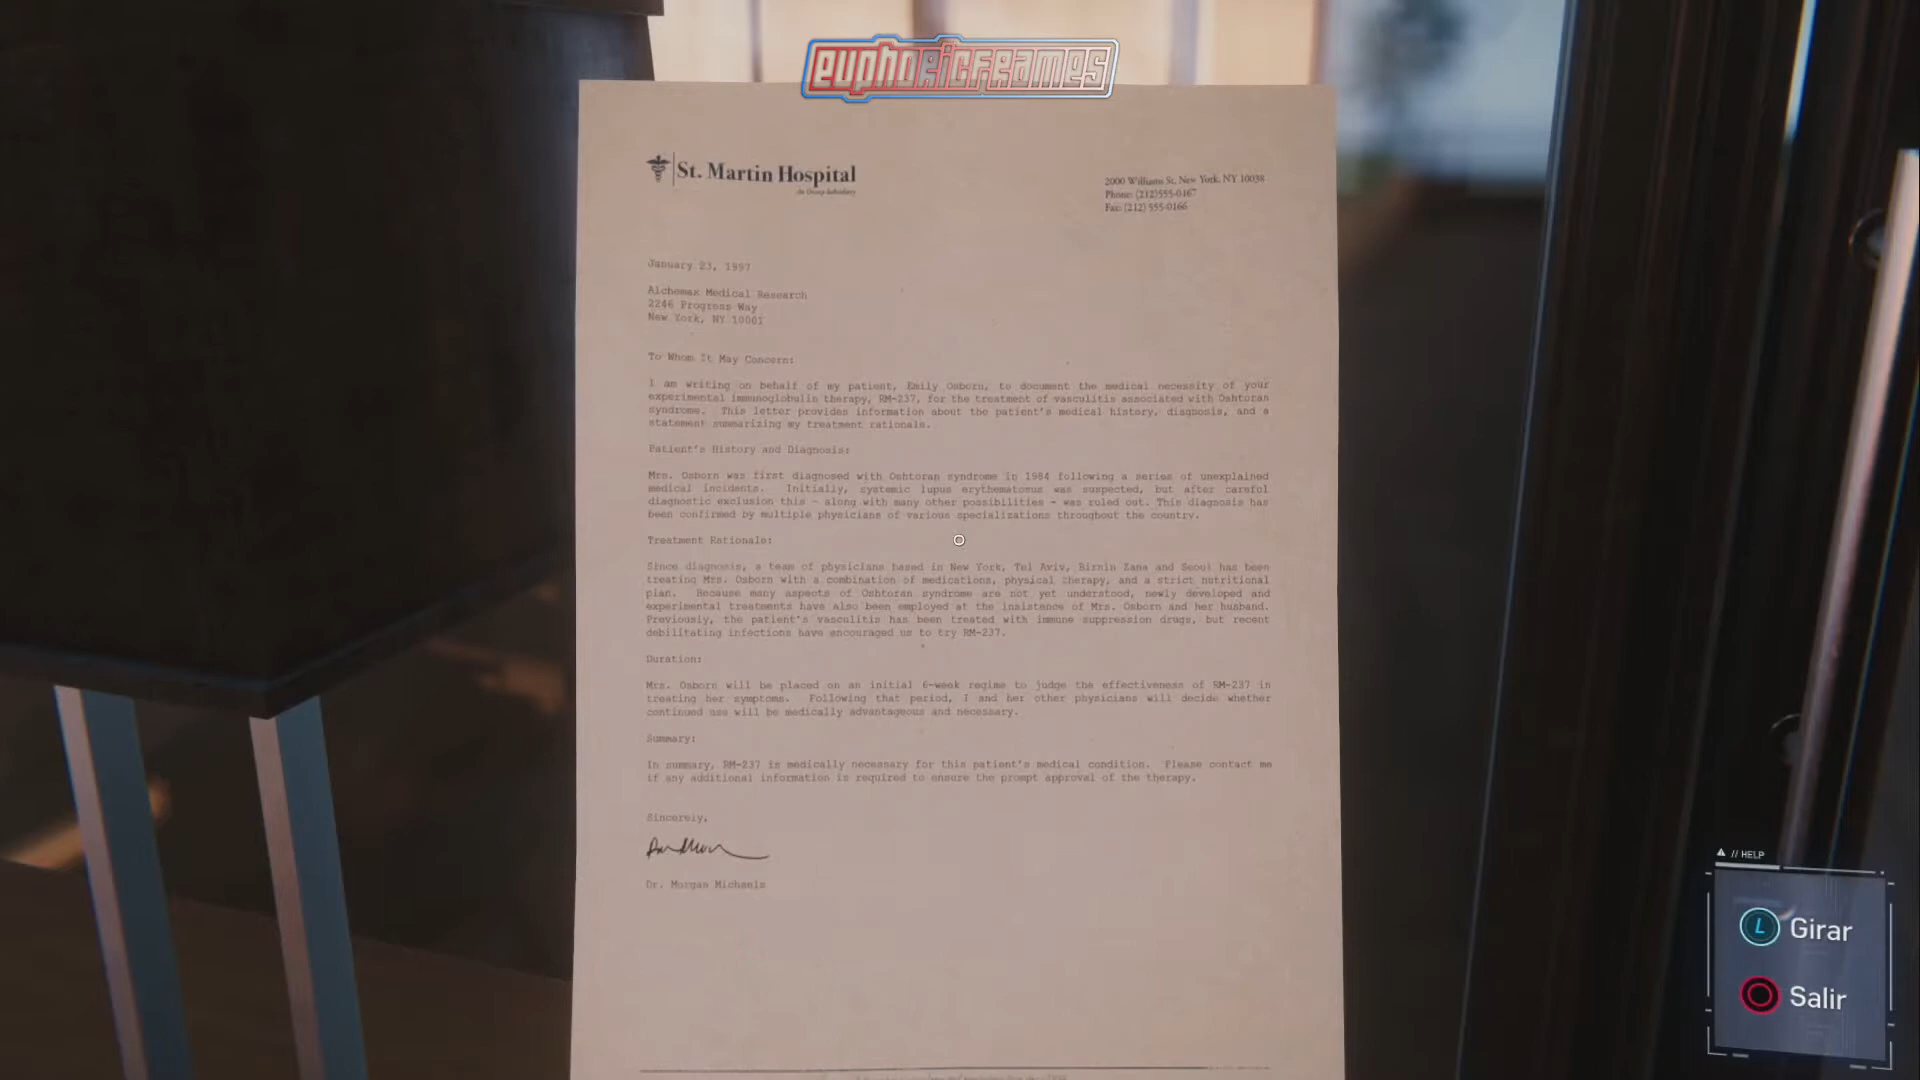 euphoricframes
St. Martin Hospital
An Oscorp Subsidiary
2000 Williams St, New York, NY 10038
Phone: (212)555-0167
Fax: (212) 555-0166
January 23, 1997
Alchemax Medical Research
2246 Progress Way
New York, NY 10001
To Whom It May Concern:
I am writing on behalf of my patient, Emily Osborn, to document the medical necessity of your
experimental immunoglobulin therapy, RM-237, for the treatment of vasculitis associated with Oshtoran
syndrome. This letter provides information about the patient's medical history, diagnosis, and a
statement summarizing my treatment rationale.
Patient's History and Diagnosis:
Mrs. Osborn was first diagnosed with Oshtoran syndrome in 1984 following a series of unexplained
medical incidents. Initially, systemic lupus erythematosus was suspected, but after careful
diagnostic exclusion this - along with many other possibilities - was ruled out. This diagnosis has
been confirmed by multiple physicians of various specializations throughout the country.
Treatment Rationale:
Since diagnosis, a team of physicians based in New York, Tel Aviv, Birnin Zana and Seoul has been
treating Mrs. Osborn with a combination of medications, physical therapy, and a strict nutritional
plan. Because many aspects of Oshtoran syndrome are not yet understood, newly developed and
experimental treatments have also been employed at the insistence of Mrs. Osborn and her husband.
Previously, the patient's vasculitis has been treated with immune suppression drugs, but recent
debilitating infections have encouraged us to try RM-237.
Duration:
Mrs. Osborn will be placed on an initial 6-week regime to judge the effectiveness of RM-237 in
treating her symptoms. Following that period, I and her other physicians will decide whether
continued use will be medically advantageous and necessary.
Summary:
In summary, RM-237 is medically necessary for this patient's medical condition. Please contact me
if any additional information is required to ensure the prompt approval of the therapy.
Sincerely,
Dr. Morgan Michaels
// HELP
L Girar
Salir